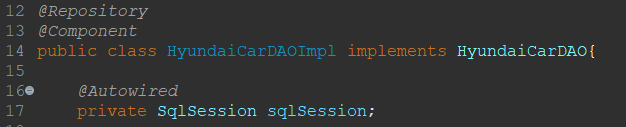 12 @Repository
13 @Component
14 public class HyundaiCarDAOImpl implements HyundaiCarDAO{
15
16 @Autowired
17 private SqlSession sqlSession;